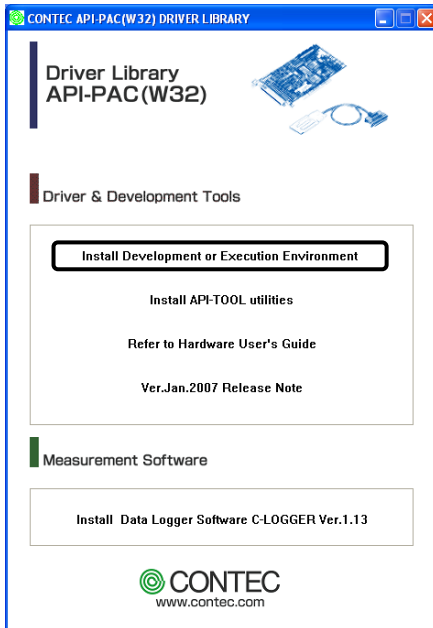 CONTEC API-PAC(W32) DRIVER LIBRARY
Driver Library
API-PAC(W32)
Driver & Development Tools
Install Development or Execution Environment
Install API-TOOL utilities
Refer to Hardware User's Guide
Ver.Jan.2007 Release Note
Measurement Software
Install Data Logger Software C-LOGGER Ver.1.13
CONTEC
www.contec.com